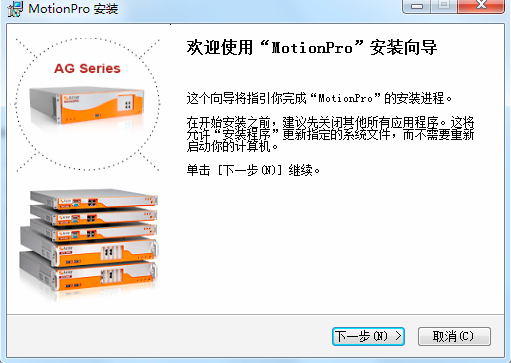 MotionPro 安装
AG Series
欢迎使用“MotionPro”安装向导
这个向导将指引你完成“MotionPro”的安装进程。
在开始安装之前，建议先关闭其他所有应用程序。这将
允许“安装程序”更新指定的系统文件，而不需要重新
启动你的计算机。
单击 [下一步(N)] 继续。
下一步(N) >
取消(C)